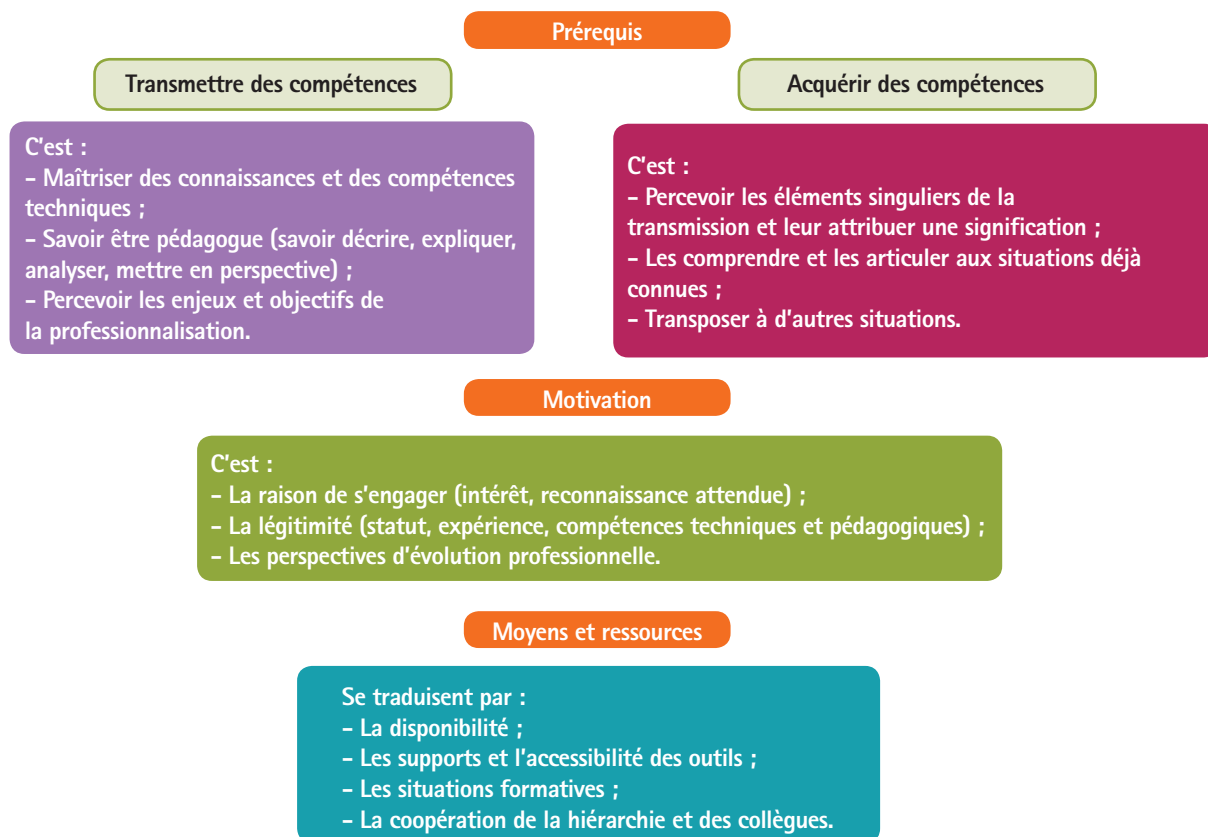 Prérequis
Transmettre des compétences
C'est :
– Maîtriser des connaissances et des compétences
techniques ;
– Savoir être pédagogue (savoir décrire, expliquer,
analyser, mettre en perspective) ;
– Percevoir les enjeux et objectifs de
la professionnalisation.
Acquérir des compétences
C'est :
– Percevoir les éléments singuliers de la
transmission et leur attribuer une signification ;
– Les comprendre et les articuler aux situations déjà
connues ;
– Transposer à d'autres situations.
Motivation
C'est :
– La raison de s'engager (intérêt, reconnaissance attendue) ;
– La légitimité (statut, expérience, compétences techniques et pédagogiques) ;
– Les perspectives d'évolution professionnelle.
Moyens et ressources
Se traduisent par :
– La disponibilité ;
– Les supports et l'accessibilité des outils ;
– Les situations formatives ;
– La coopération de la hiérarchie et des collègues.